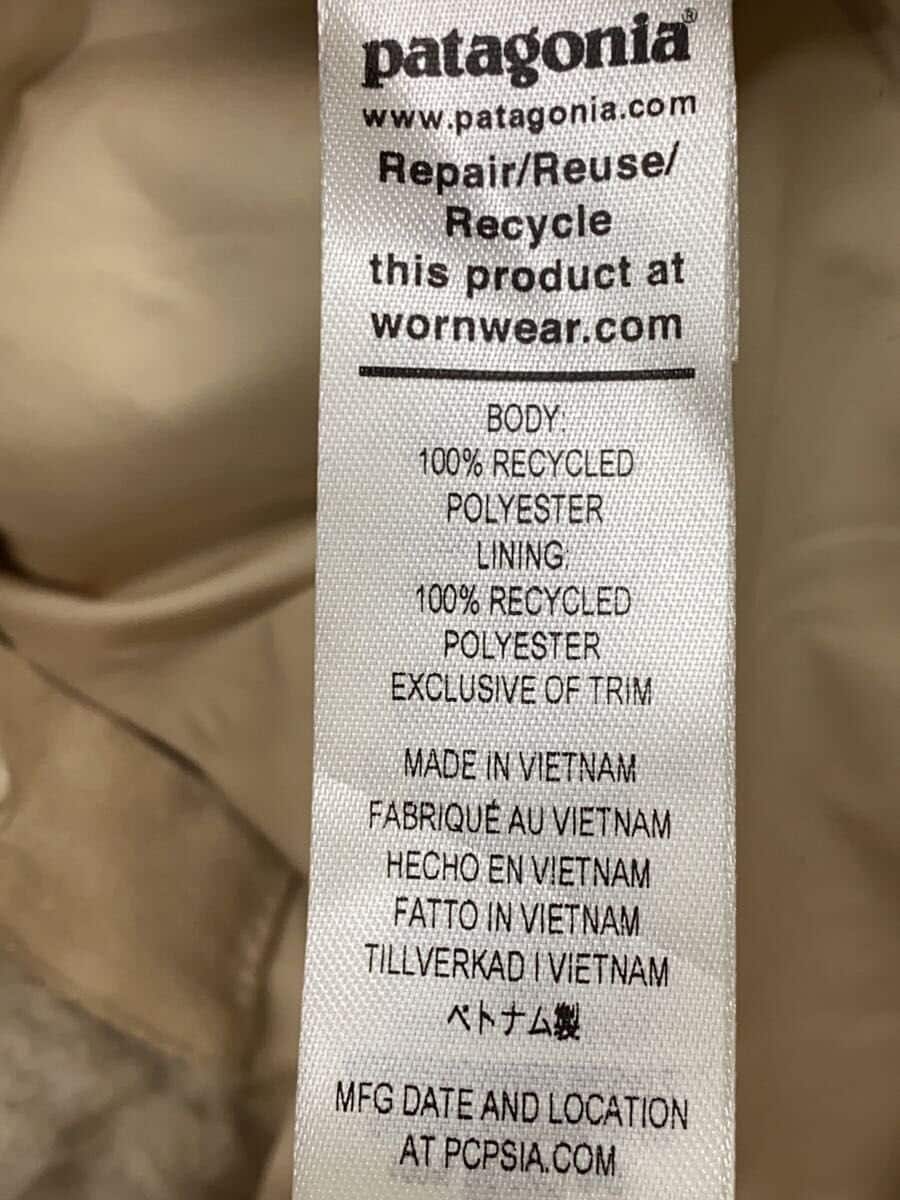 patagonia®
www.patagonia.com
Repair/Reuse/
Recycle
this product at
wornwear.com
BODY:
100% RECYCLED
POLYESTER
LINING:
100% RECYCLED
POLYESTER
EXCLUSIVE OF TRIM
MADE IN VIETNAM
FABRIQUÉ AU VIETNAM
HECHO EN VIETNAM
FATTO IN VIETNAM
TILLVERKAD I VIETNAM
ベトナム製
MFG DATE AND LOCATION
AT PCPSIA.COM